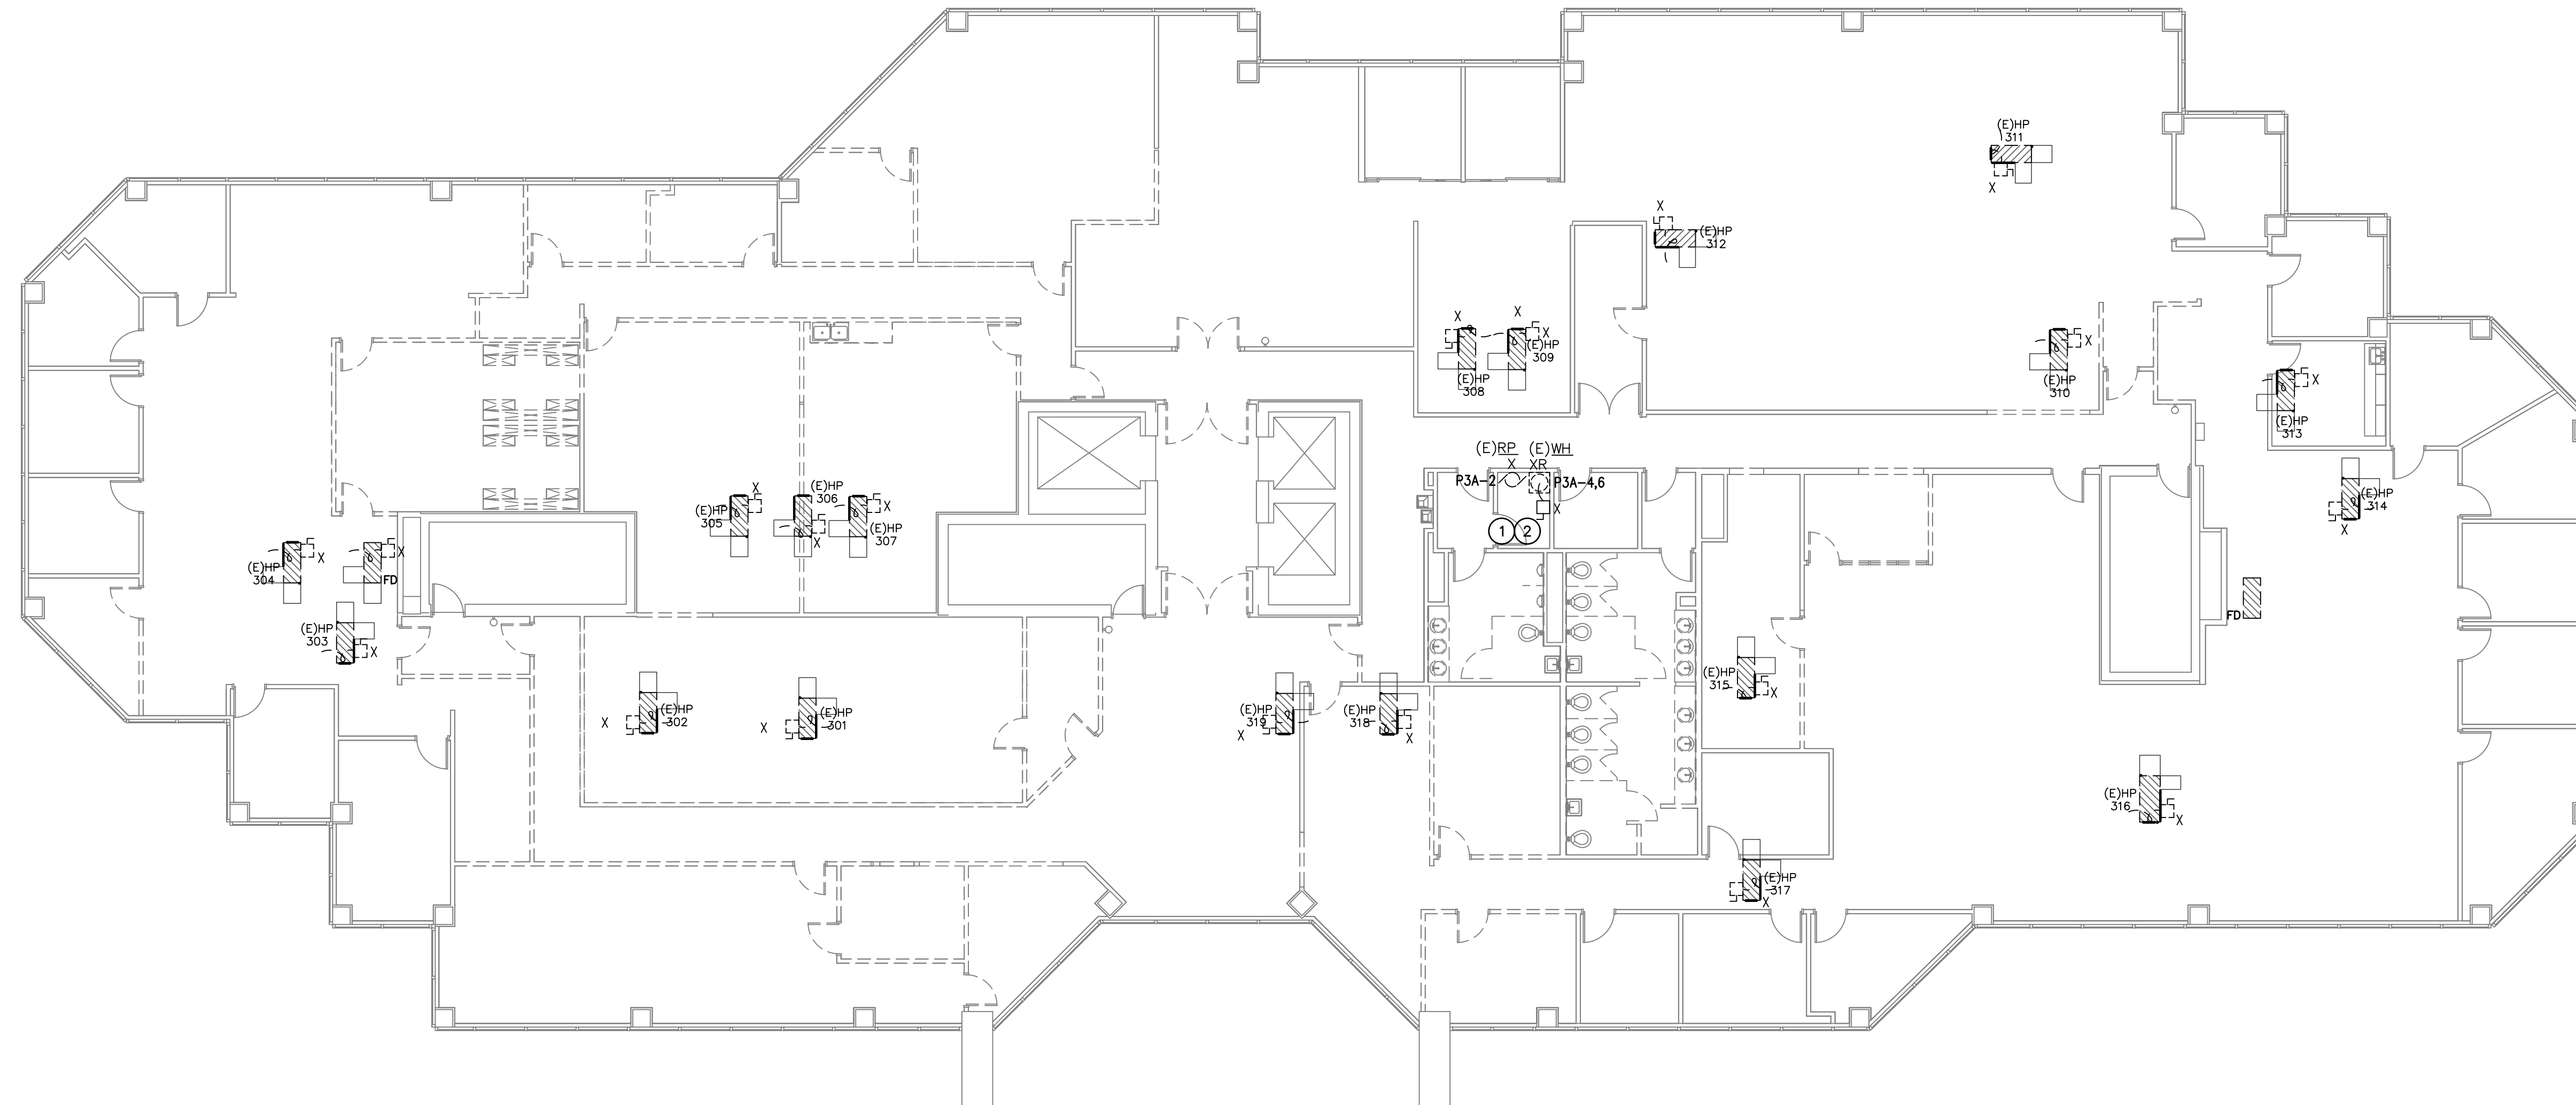 (E)HP
311
X
X
(E)HP
312
X
X
X
(E)HP
309
(E)HP
308
X
(E)HP
310
X
(E)HP
313
(E)RP (E)WH
X XR
P3A-2 P3A-4,6
X
1 2
(E)HP
314
X
X
(E)HP
305
(E)HP
306
X
X
(E)HP
307
X
(E)HP
304
X
FD
FD
(E)HP
303
X
(E)HP
302
X
(E)HP
301
X
(E)HP
319
X
(E)HP
318
X
(E)HP
315
X
(E)HP
316
X
(E)HP
317
X